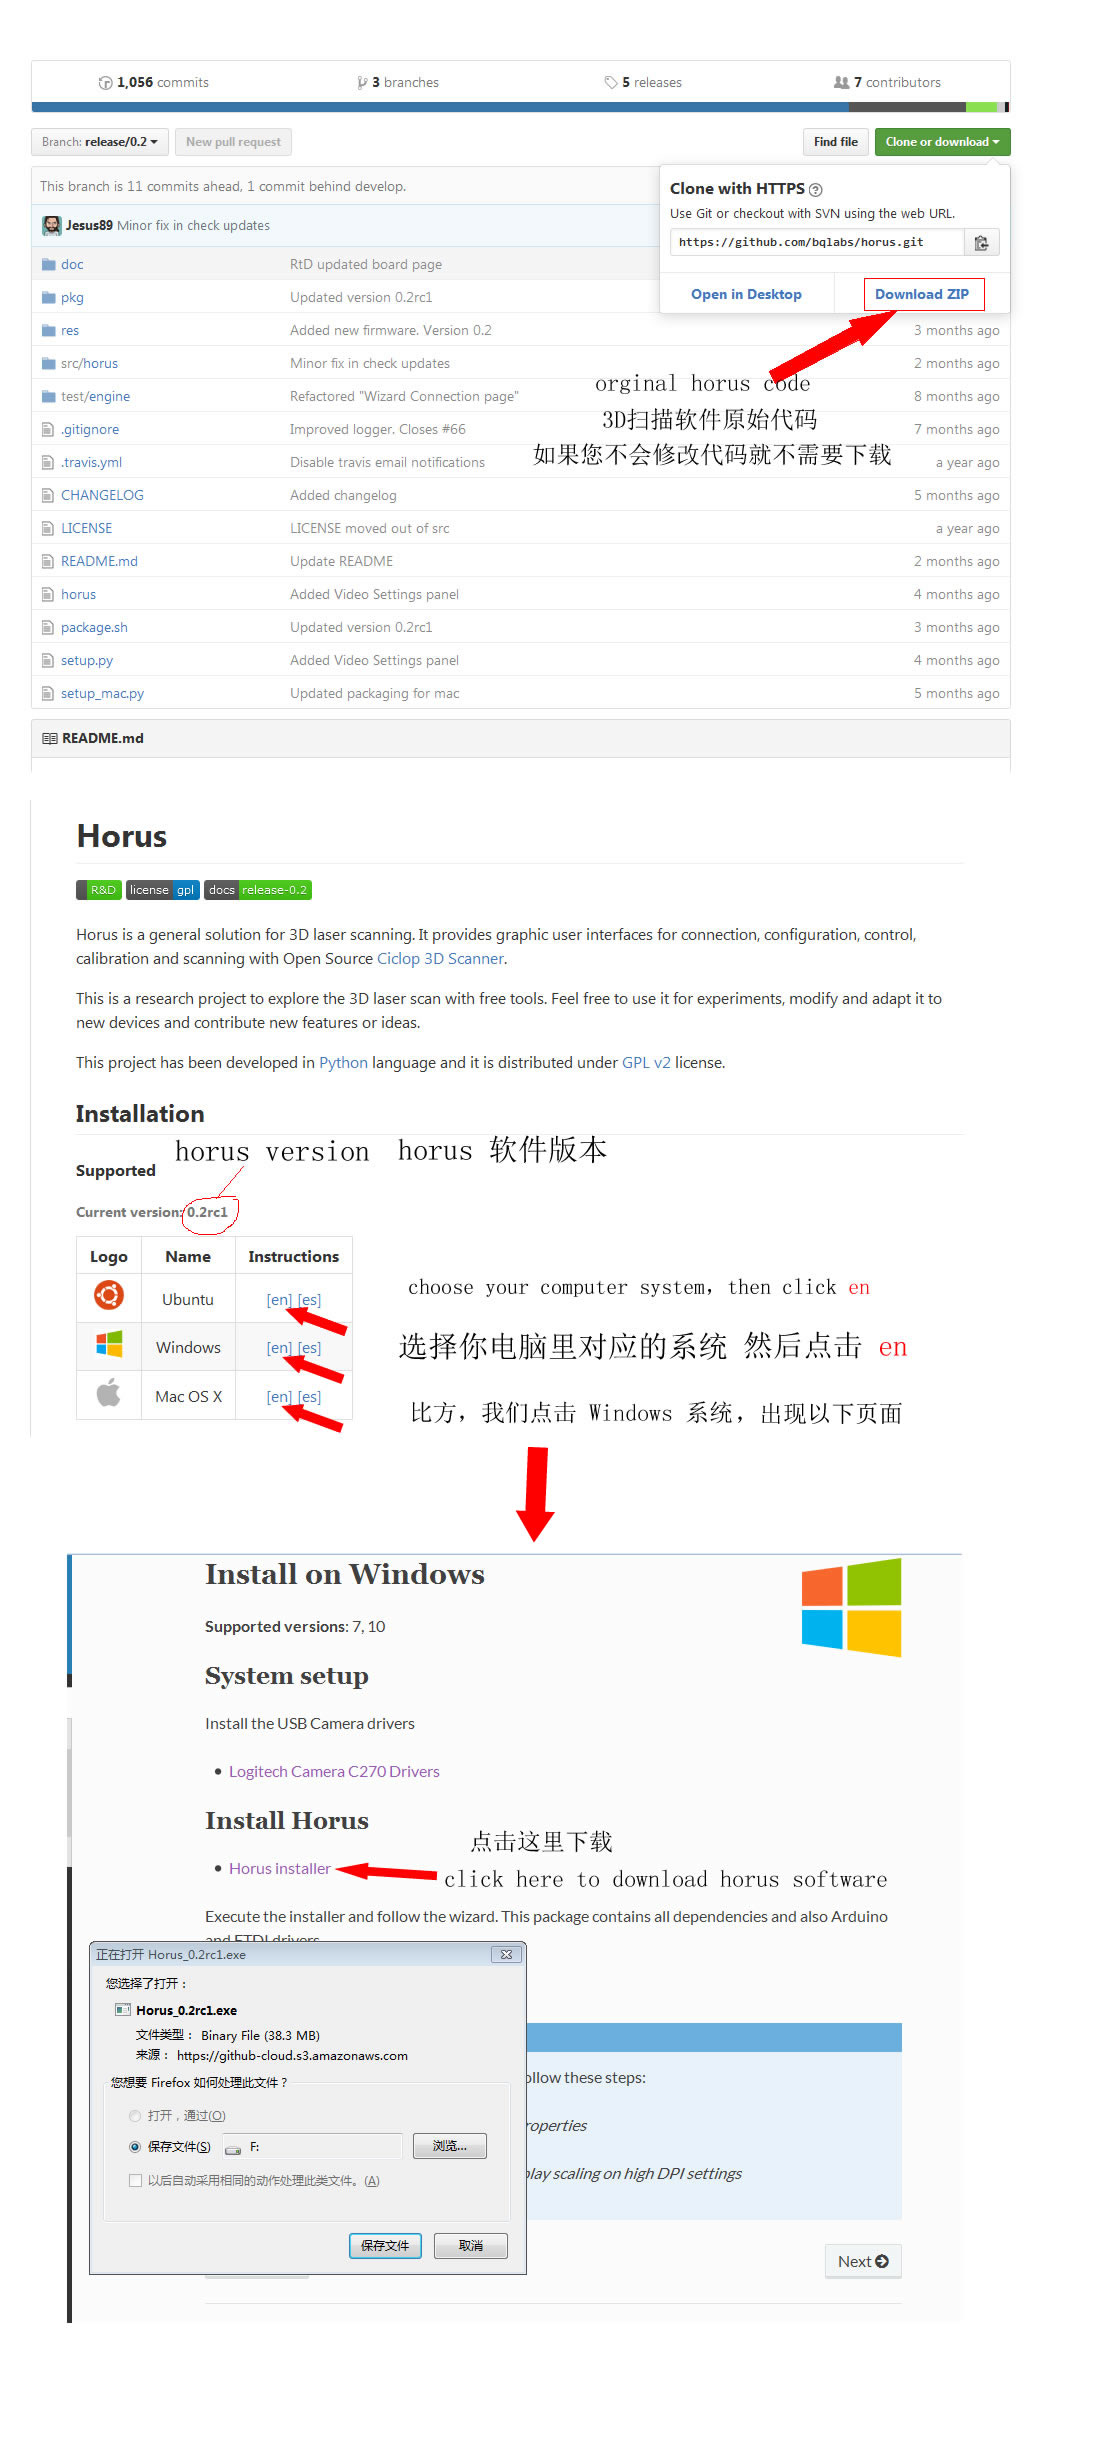 1,056 commits 3 branches 5 releases 7 contributors
Branch: release/0.2 New pull request Find file Clone or download
This branch is 11 commits ahead, 1 commit behind develop.
Clone with HTTPS
Use Git or checkout with SVN using the web URL.
https://github.com/bqlabs/horus.git
Open in Desktop Download ZIP
Jesus89 Minor fix in check updates
doc RtD updated board page
pkg Updated version 0.2rc1
res Added new firmware. Version 0.2 3 months ago
src/horus Minor fix in check updates 2 months ago
test/engine Refactored "Wizard Connection page" 8 months ago
.gitignore Improved logger. Closes #66 7 months ago
.travis.yml Disable travis email notifications a year ago
CHANGELOG Added changelog 5 months ago
LICENSE LICENSE moved out of src a year ago
README.md Update README 2 months ago
horus Added Video Settings panel 4 months ago
package.sh Updated version 0.2rc1 3 months ago
setup.py Added Video Settings panel 4 months ago
setup_mac.py Updated packaging for mac 5 months ago
orginal horus code
3D扫描软件原始代码
如果您不会修改代码就不需要下载
README.md
Horus
R&D license gpl docs release-0.2
Horus is a general solution for 3D laser scanning. It provides graphic user interfaces for connection, configuration, control,
calibration and scanning with Open Source Ciclop 3D Scanner.
This is a research project to explore the 3D laser scan with free tools. Feel free to use it for experiments, modify and adapt it to
new devices and contribute new features or ideas.
This project has been developed in Python language and it is distributed under GPL v2 license.
Installation
horus version horus 软件版本
Supported
Current version: 0.2rc1
Logo Name Instructions
Ubuntu [en] [es]
Windows [en] [es]
Mac OS X [en] [es]
choose your computer system, then click en
选择你电脑里对应的系统 然后点击 en
比方，我们点击 Windows 系统，出现以下页面
Install on Windows
Supported versions: 7, 10
System setup
Install the USB Camera drivers
Logitech Camera C270 Drivers
Install Horus
点击这里下载
Horus installer
click here to download horus software
Execute the installer and follow the wizard. This package contains all dependencies and also Arduino
and FTDI drivers
正在打开 Horus_0.2rc1.exe
您选择了打开：
Horus_0.2rc1.exe
文件类型： Binary File (38.3 MB)
来源： https://github-cloud.s3.amazonaws.com
您想要 Firefox 如何处理此文件？
打开，通过(O)
保存文件(S) F: 浏览...
以后自动采用相同的动作处理此类文件。(A)
保存文件 取消
follow these steps:
roperties
play scaling on high DPI settings
Next